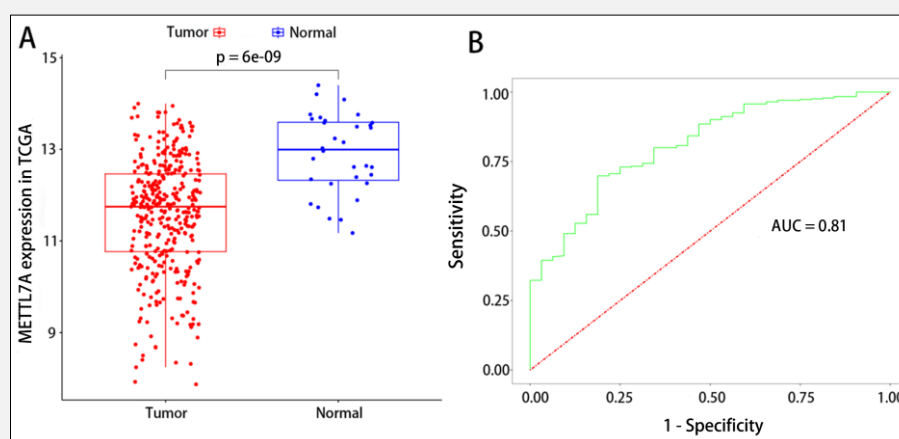 A
Tumor Normal
p = 6e-09
METTL7A expression in TCGA
15
13
11
9
Tumor Normal
B
Sensitivity
1.00
0.75
0.50
0.25
0.00
AUC = 0.81
0.00 0.25 0.50 0.75 1.00
1 - Specificity